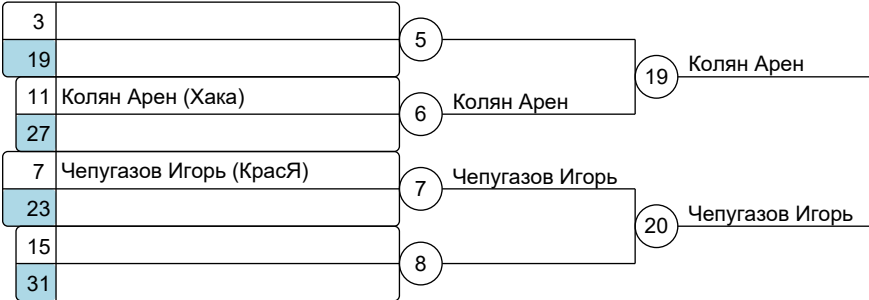 3
19
5
11 Колян Арен (Хака)
27
6 Колян Арен
19 Колян Арен
7 Чепугазов Игорь (КрасЯ)
23
7 Чепугазов Игорь
15
31
8
20 Чепугазов Игорь